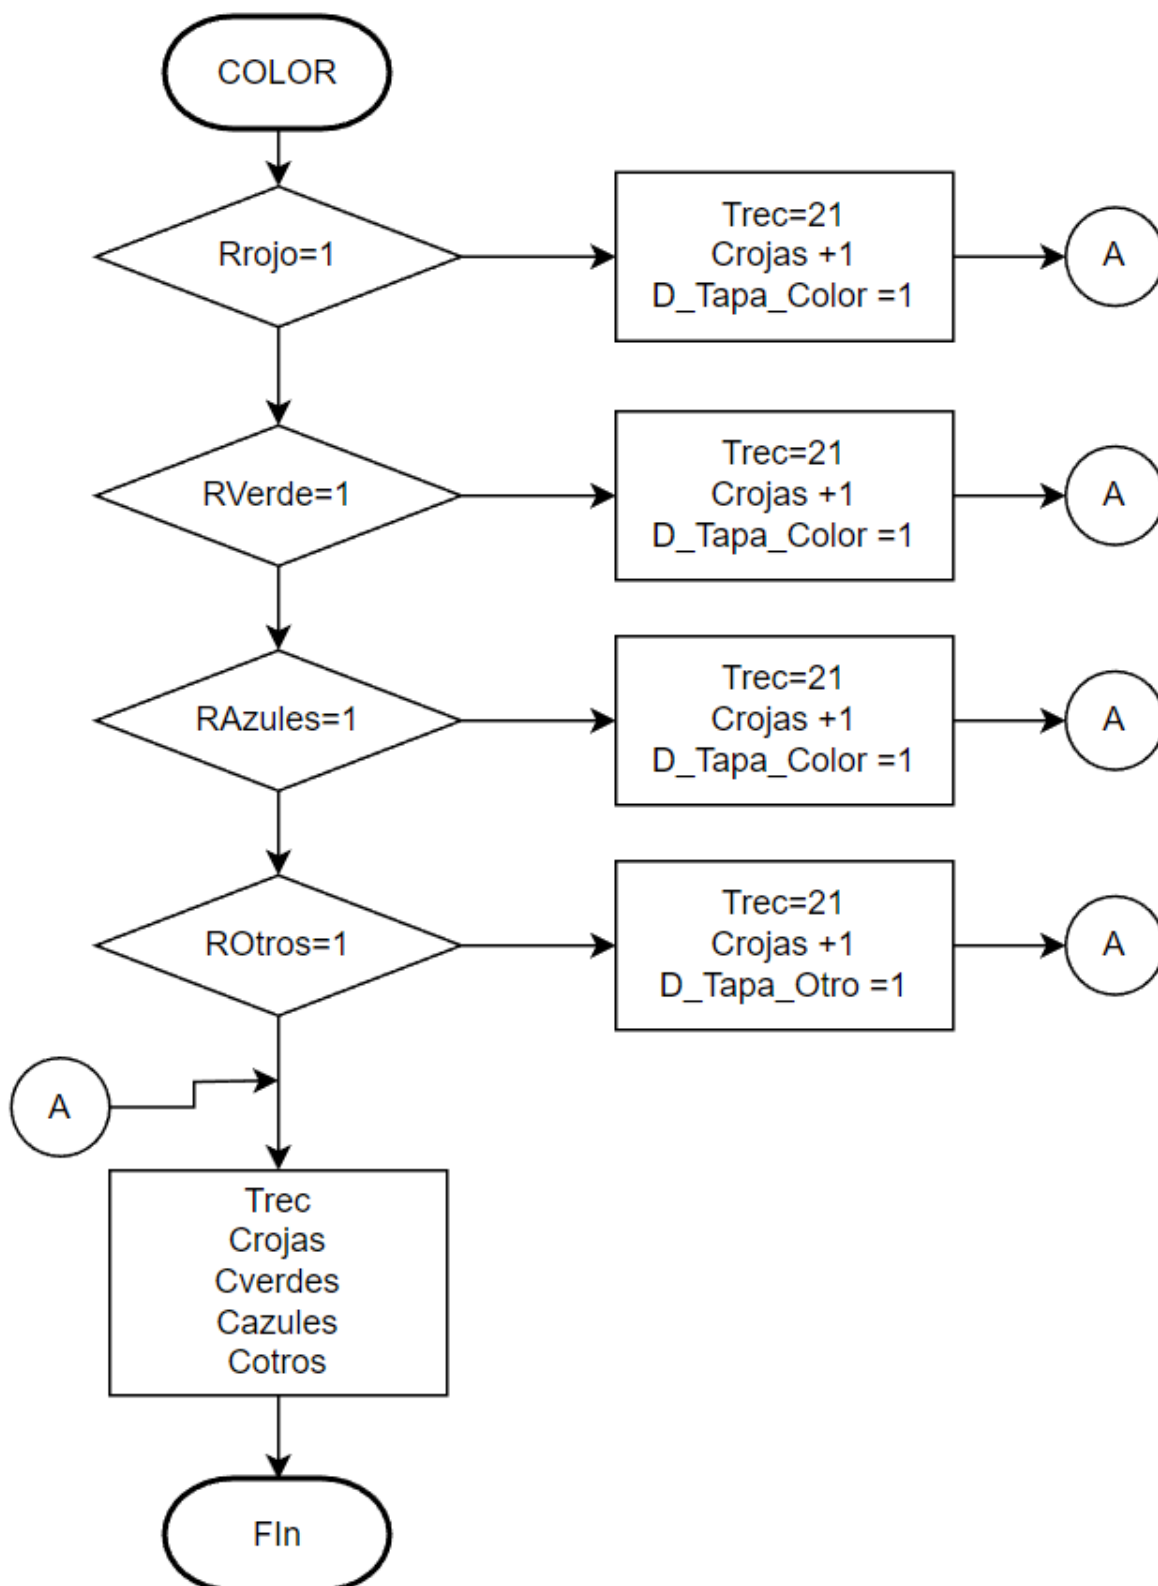 COLOR
Rrojo=1
Trec=21
Crojas +1
D_Tapa_Color =1
A
RVerde=1
Trec=21
Crojas +1
D_Tapa_Color =1
A
RAzules=1
Trec=21
Crojas +1
D_Tapa_Color =1
A
ROtros=1
Trec=21
Crojas +1
D_Tapa_Otro =1
A
A
Trec
Crojas
Cverdes
Cazules
Cotros
FIn